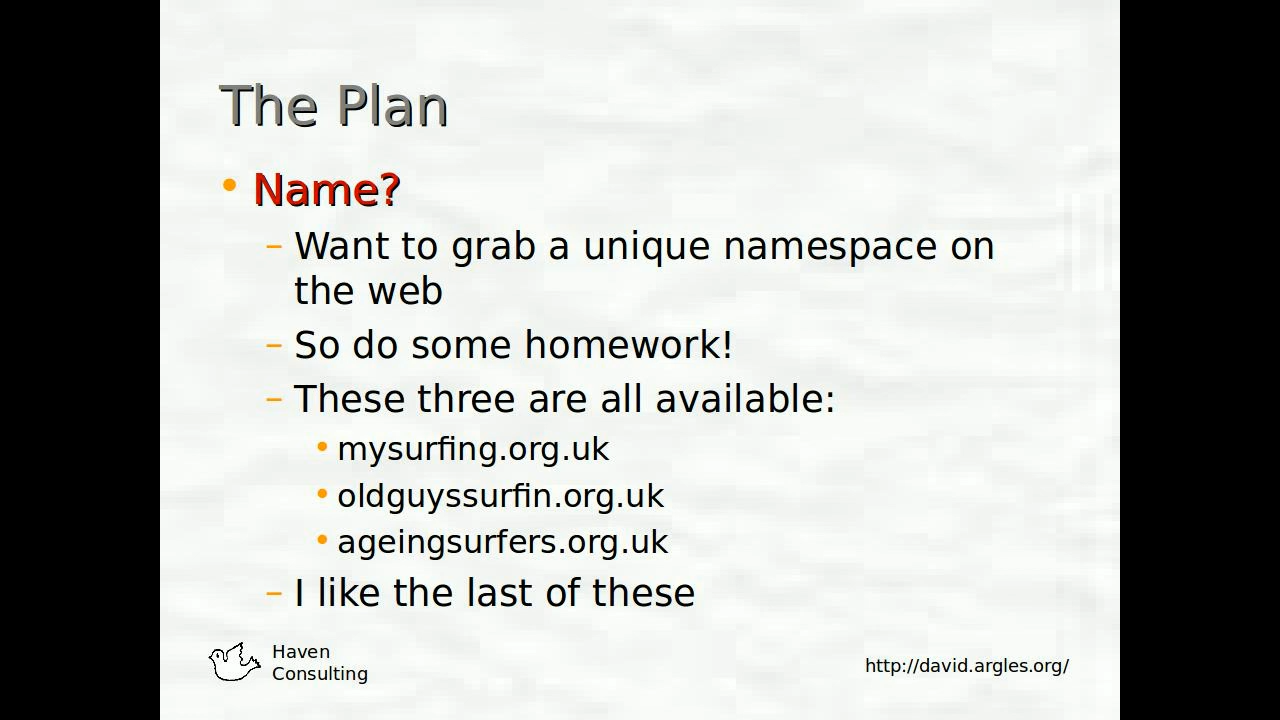 The Plan
• Name?
– Want to grab a unique namespace on
the web
– So do some homework!
– These three are all available:
• mysurfing.org.uk
• oldguyssurfin.org.uk
• ageingsurfers.org.uk
– I like the last of these
Haven
Consulting
http://david.argles.org/